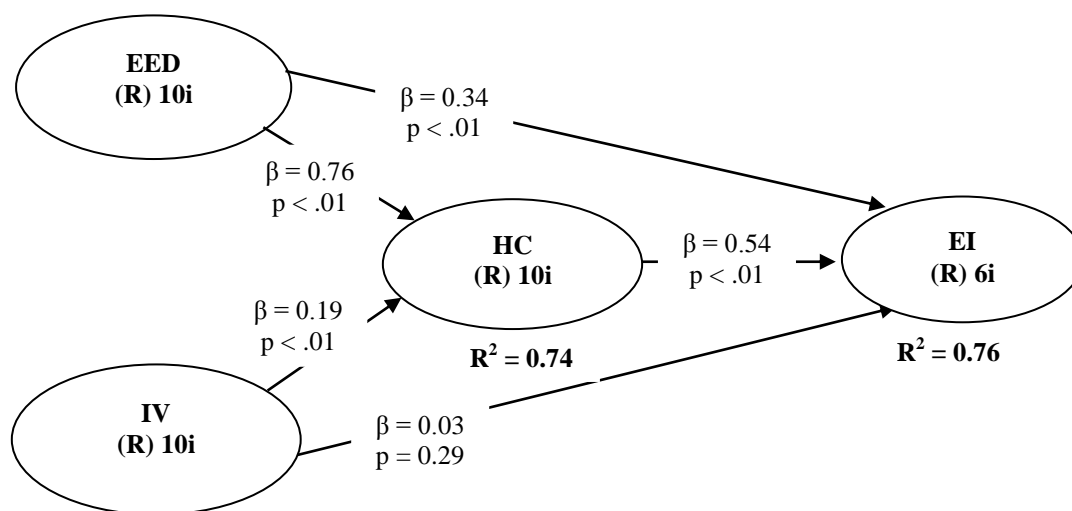 EED
(R) 10i
β = 0.34
p < .01
β = 0.76
p < .01
HC
(R) 10i
β = 0.54
p < .01
EI
(R) 6i
β = 0.19
p < .01
R² = 0.74
R² = 0.76
IV
(R) 10i
β = 0.03
p = 0.29